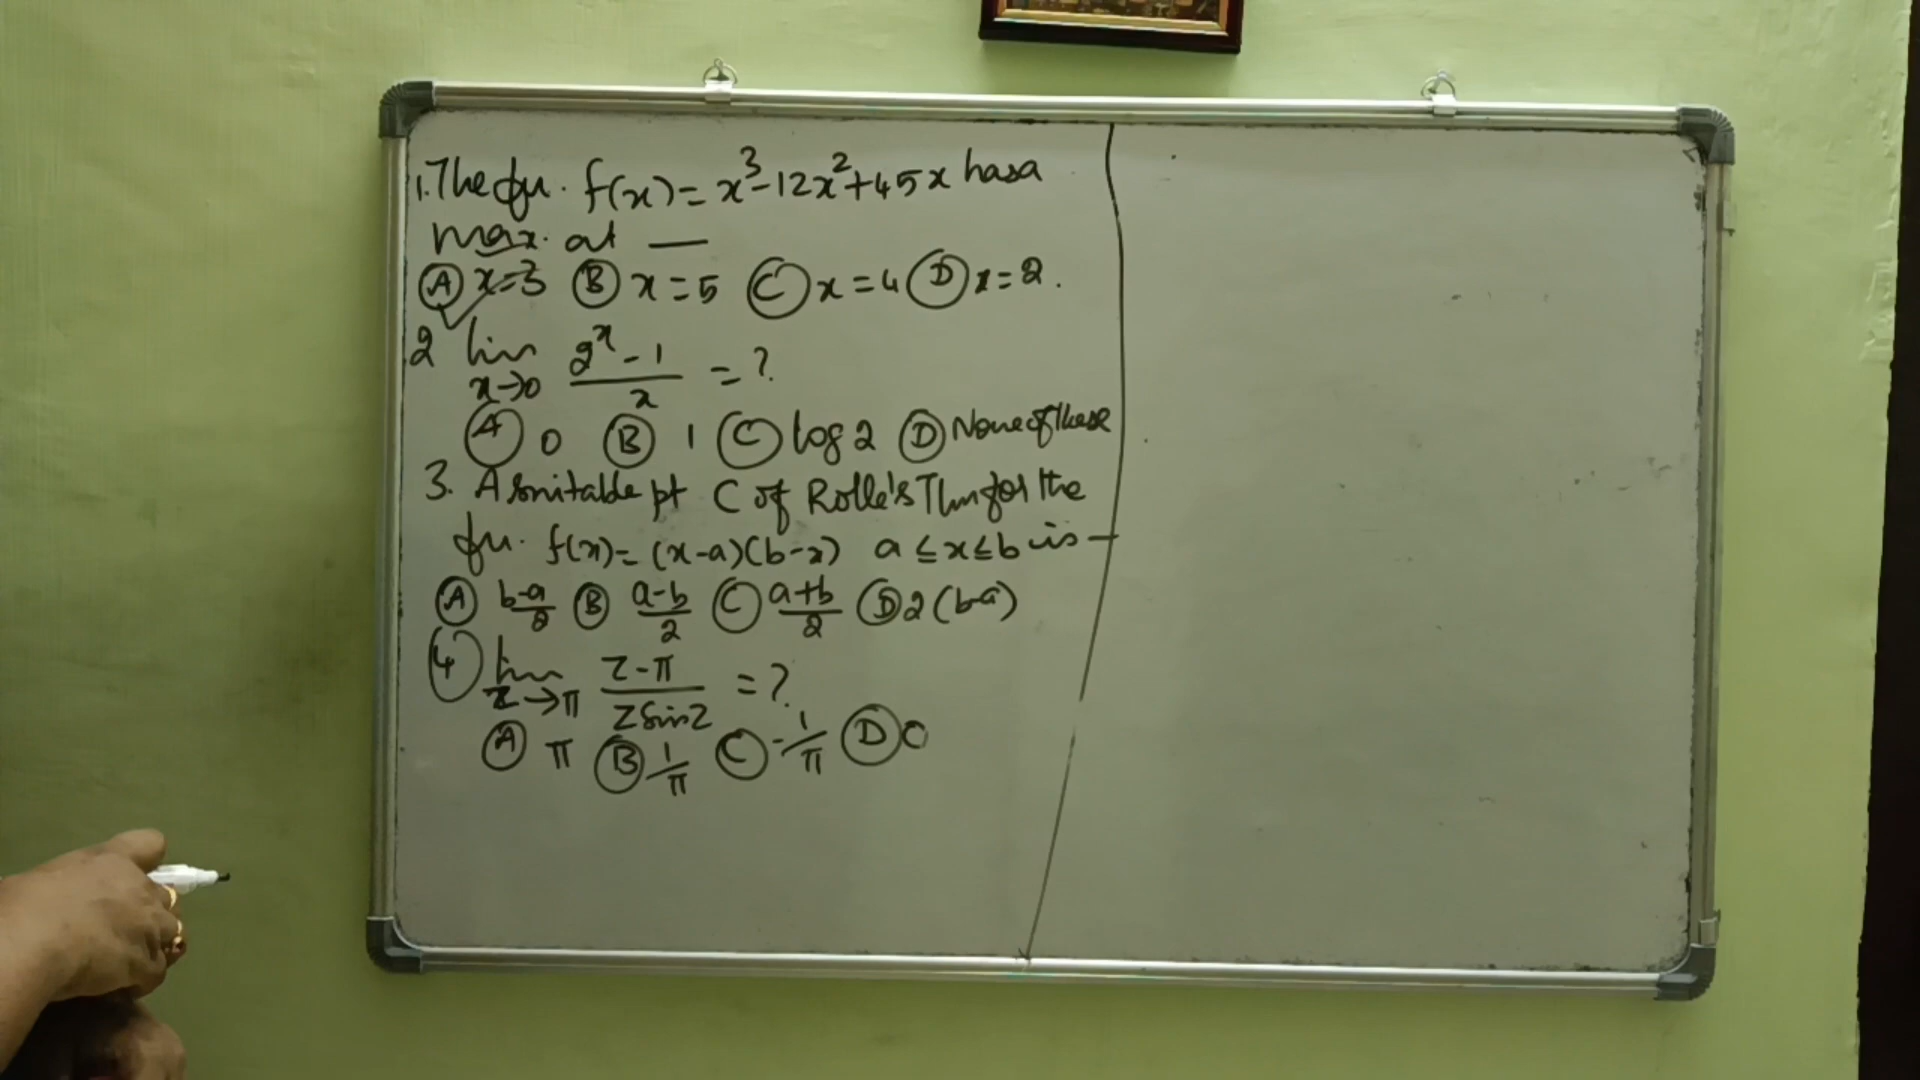 1. The fu. f(x) = x³-12x²+45x has a
max. at —
(A) x=3 (B) x=5 (C) x=4 (D) x=2.
2 lim x→0 (2ˣ-1)/x = ?
(A) 0 (B) 1 (C) log 2 (D) None of these
3. A suitable pt C of Rolle's Thm for the
fu. f(x) = (x-a)(b-x) a ≤ x ≤ b is —
(A) b-a/2 (B) a-b/2 (C) a+b/2 (D) 2(b-a)
(4) lim z→π z-π/z sin z = ?
(A) π (B) 1/π (C) -1/π (D) 0